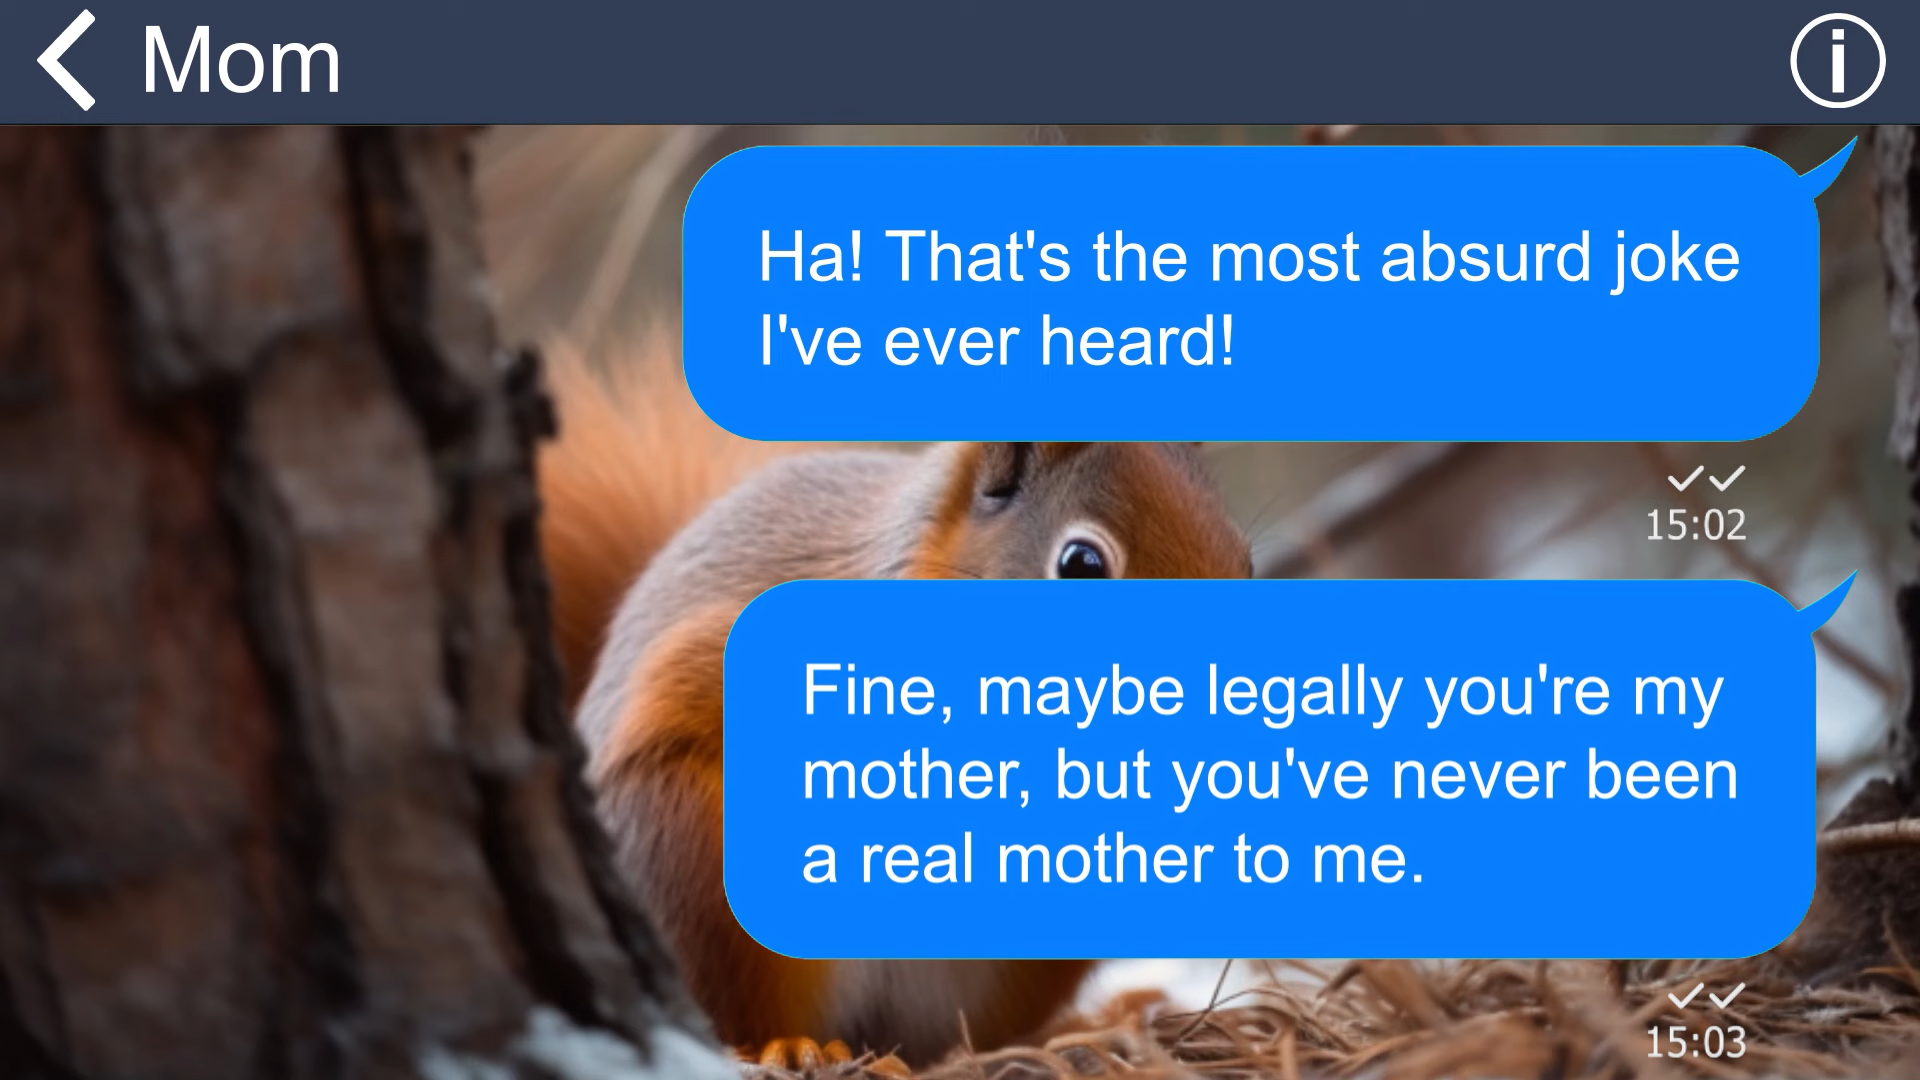 Mom
Ha! That's the most absurd joke
I've ever heard!
15:02
Fine, maybe legally you're my
mother, but you've never been
a real mother to me.
15:03